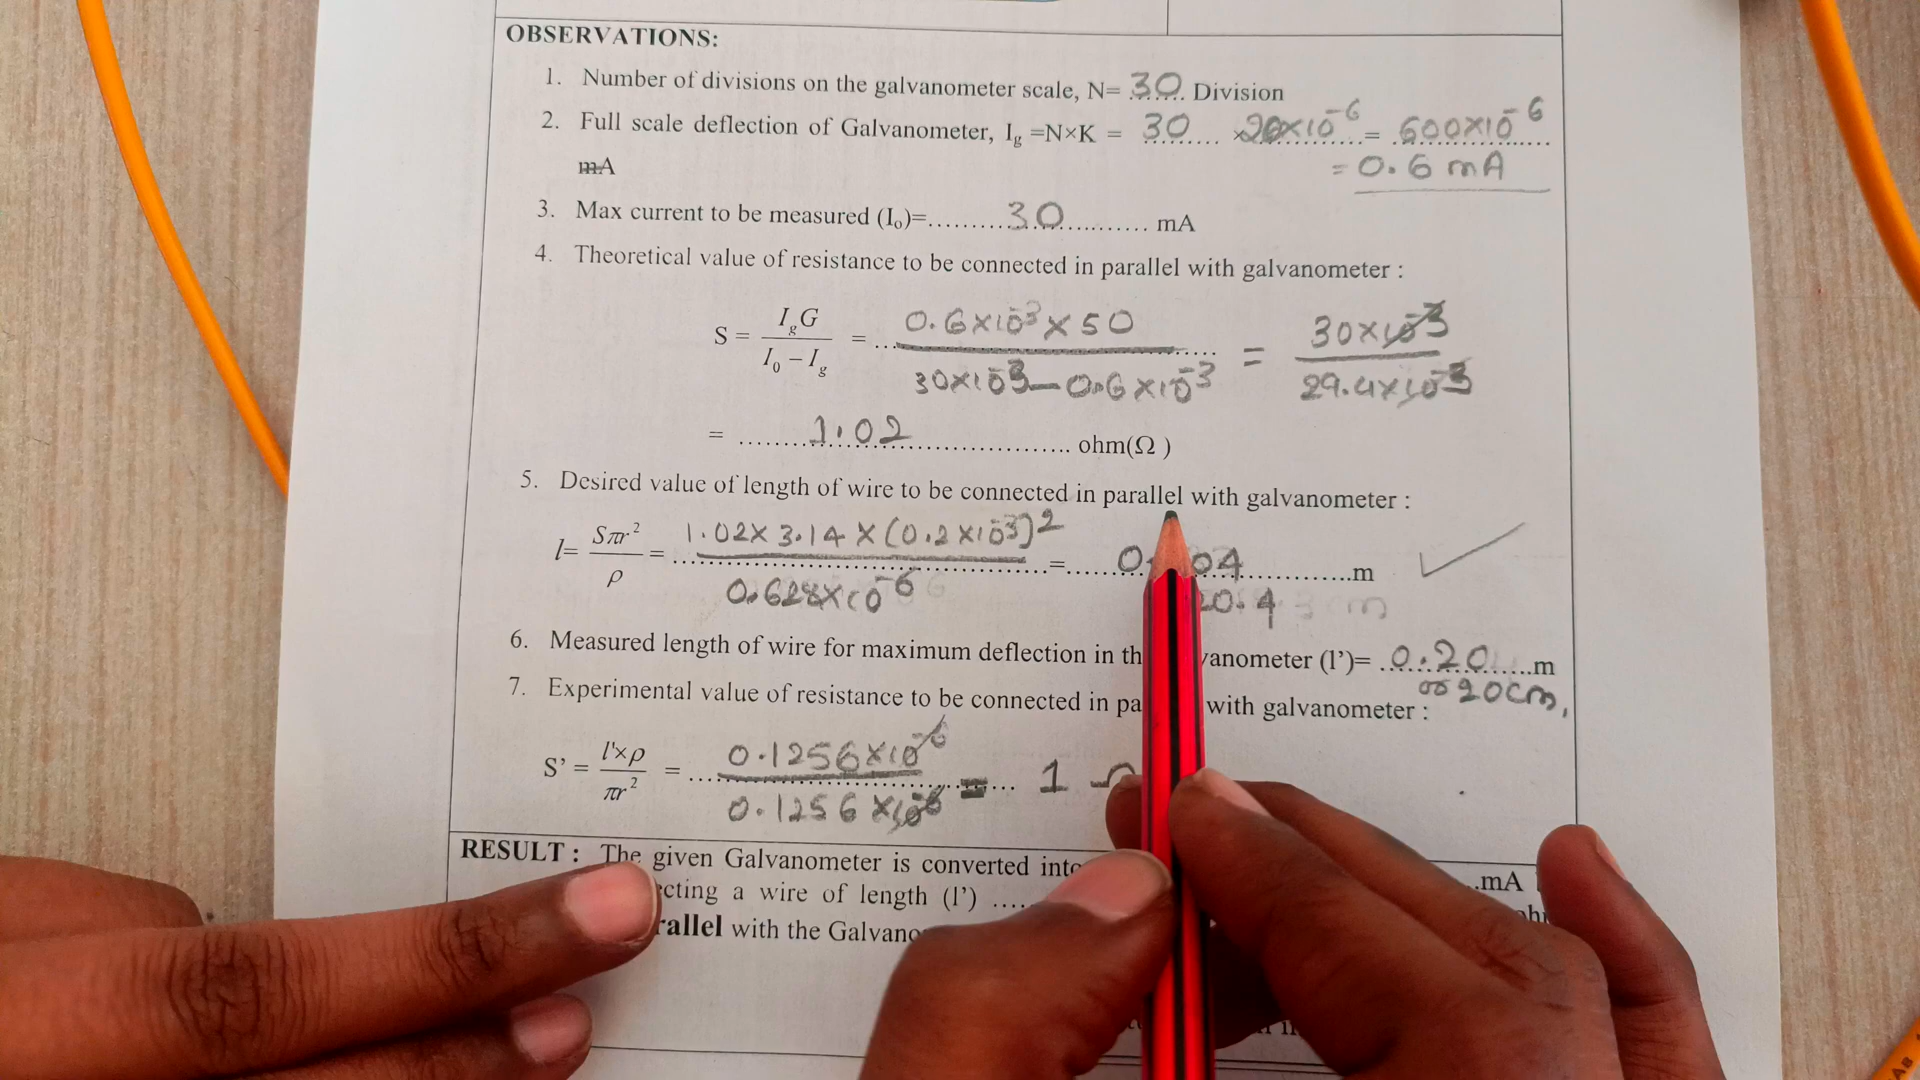 OBSERVATIONS:
1. Number of divisions on the galvanometer scale, N= 30 Division
2. Full scale deflection of Galvanometer, Ig =N×K = 30 ×20×10⁻⁶ = 600×10⁻⁶
mA = 0.6 mA
3. Max current to be measured (I₀)=.........30............ mA
4. Theoretical value of resistance to be connected in parallel with galvanometer :
S = IgG / I₀ − Ig = 0.6×10⁻³ × 50 / 30×10⁻³ − 0.6×10⁻³ = 30×10⁻³ / 29.4×10⁻³
= ........1.02.................... ohm(Ω )
5. Desired value of length of wire to be connected in parallel with galvanometer :
l= Sπr² / ρ = 1.02 × 3.14 × (0.2×10⁻³)² / 0.628×10⁻⁶ = 0. 04 m
20.4 cm
6. Measured length of wire for maximum deflection in th anometer (l’)= 0.20 m
or 20cm,
7. Experimental value of resistance to be connected in pa with galvanometer :
S’ = l'×ρ / πr² = 0.1256×10⁻⁶ / 0.1256×10⁻⁶ = 1
RESULT : The given Galvanometer is converted into mA
ecting a wire of length (l’) .... oh
rallel with the Galvano